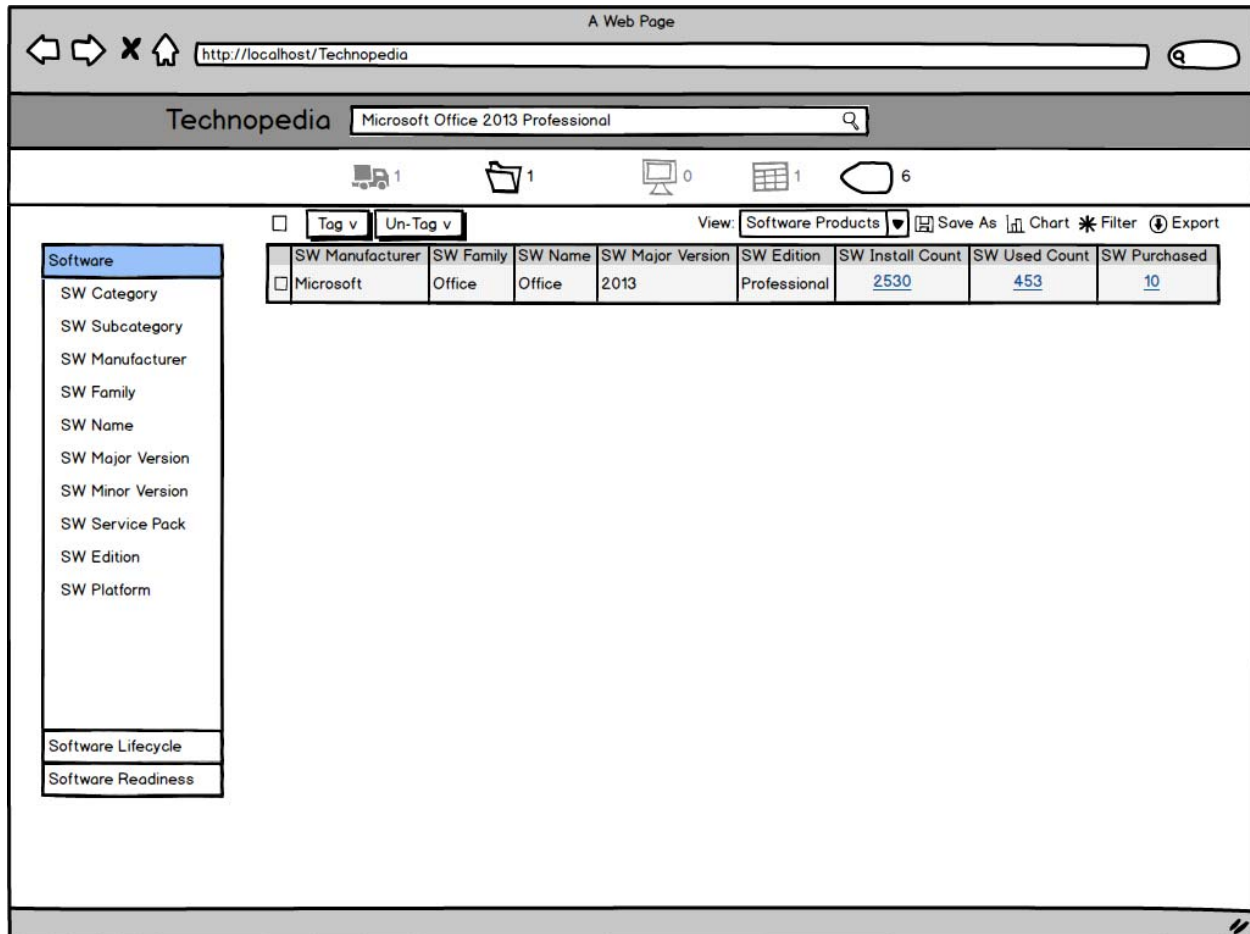 A Web Page
http://localhost/Technopedia
Technopedia
Microsoft Office 2013 Professional
1
1
0
1
6
Tag v
Un-Tag v
View:
Software Products
Save As
Chart
Filter
Export
Software
SW Category
SW Subcategory
SW Manufacturer
SW Family
SW Name
SW Major Version
SW Minor Version
SW Service Pack
SW Edition
SW Platform
Software Lifecycle
Software Readiness
SW Manufacturer SW Family SW Name SW Major Version SW Edition SW Install Count SW Used Count SW Purchased
Microsoft Office Office 2013 Professional 2530 453 10